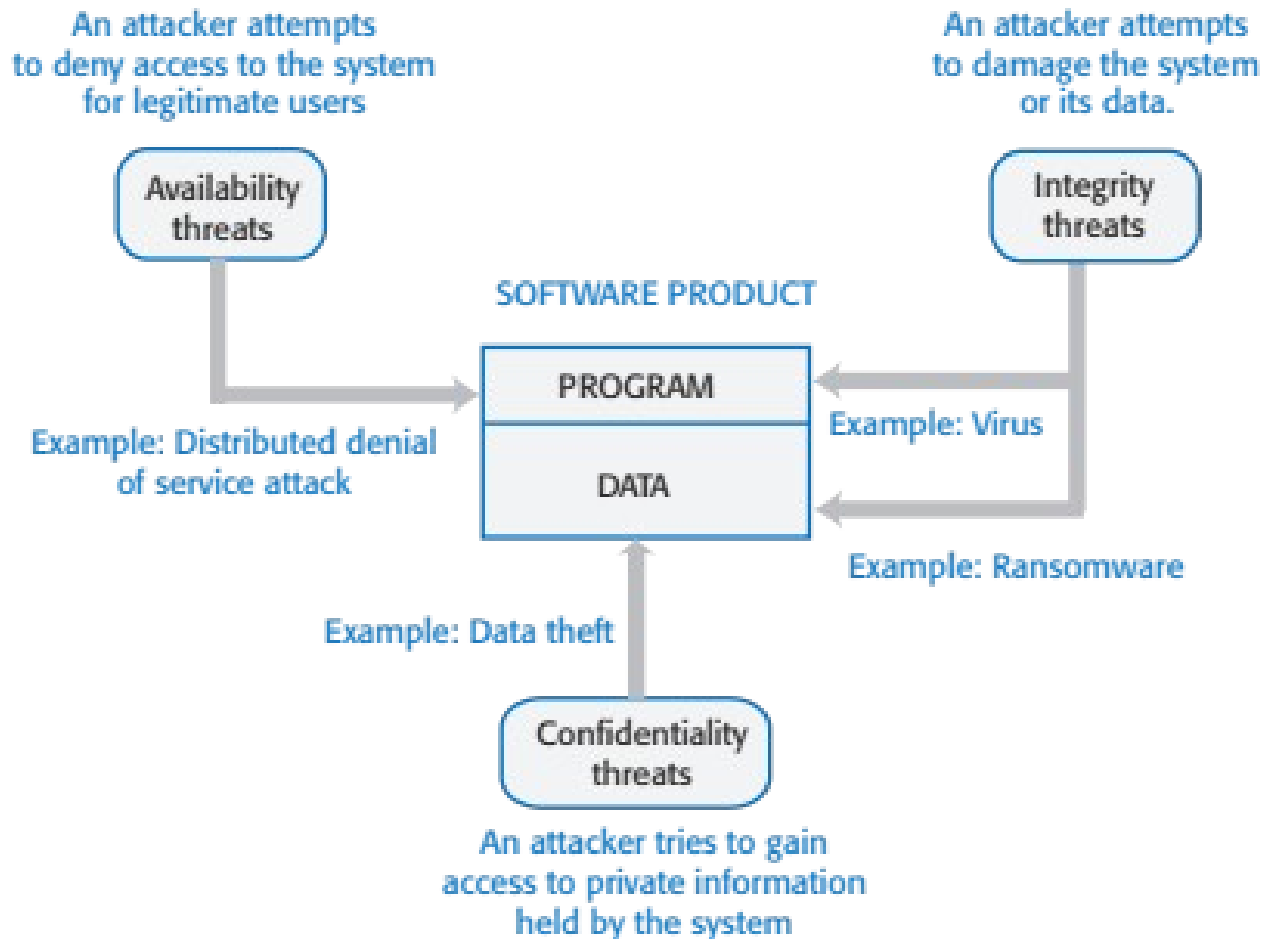 An attacker attempts
to deny access to the system
for legitimate users
An attacker attempts
to damage the system
or its data.
Availability
threats
Integrity
threats
SOFTWARE PRODUCT
PROGRAM
Example: Virus
Example: Distributed denial
of service attack
DATA
Example: Ransomware
Example: Data theft
Confidentiality
threats
An attacker tries to gain
access to private information
held by the system